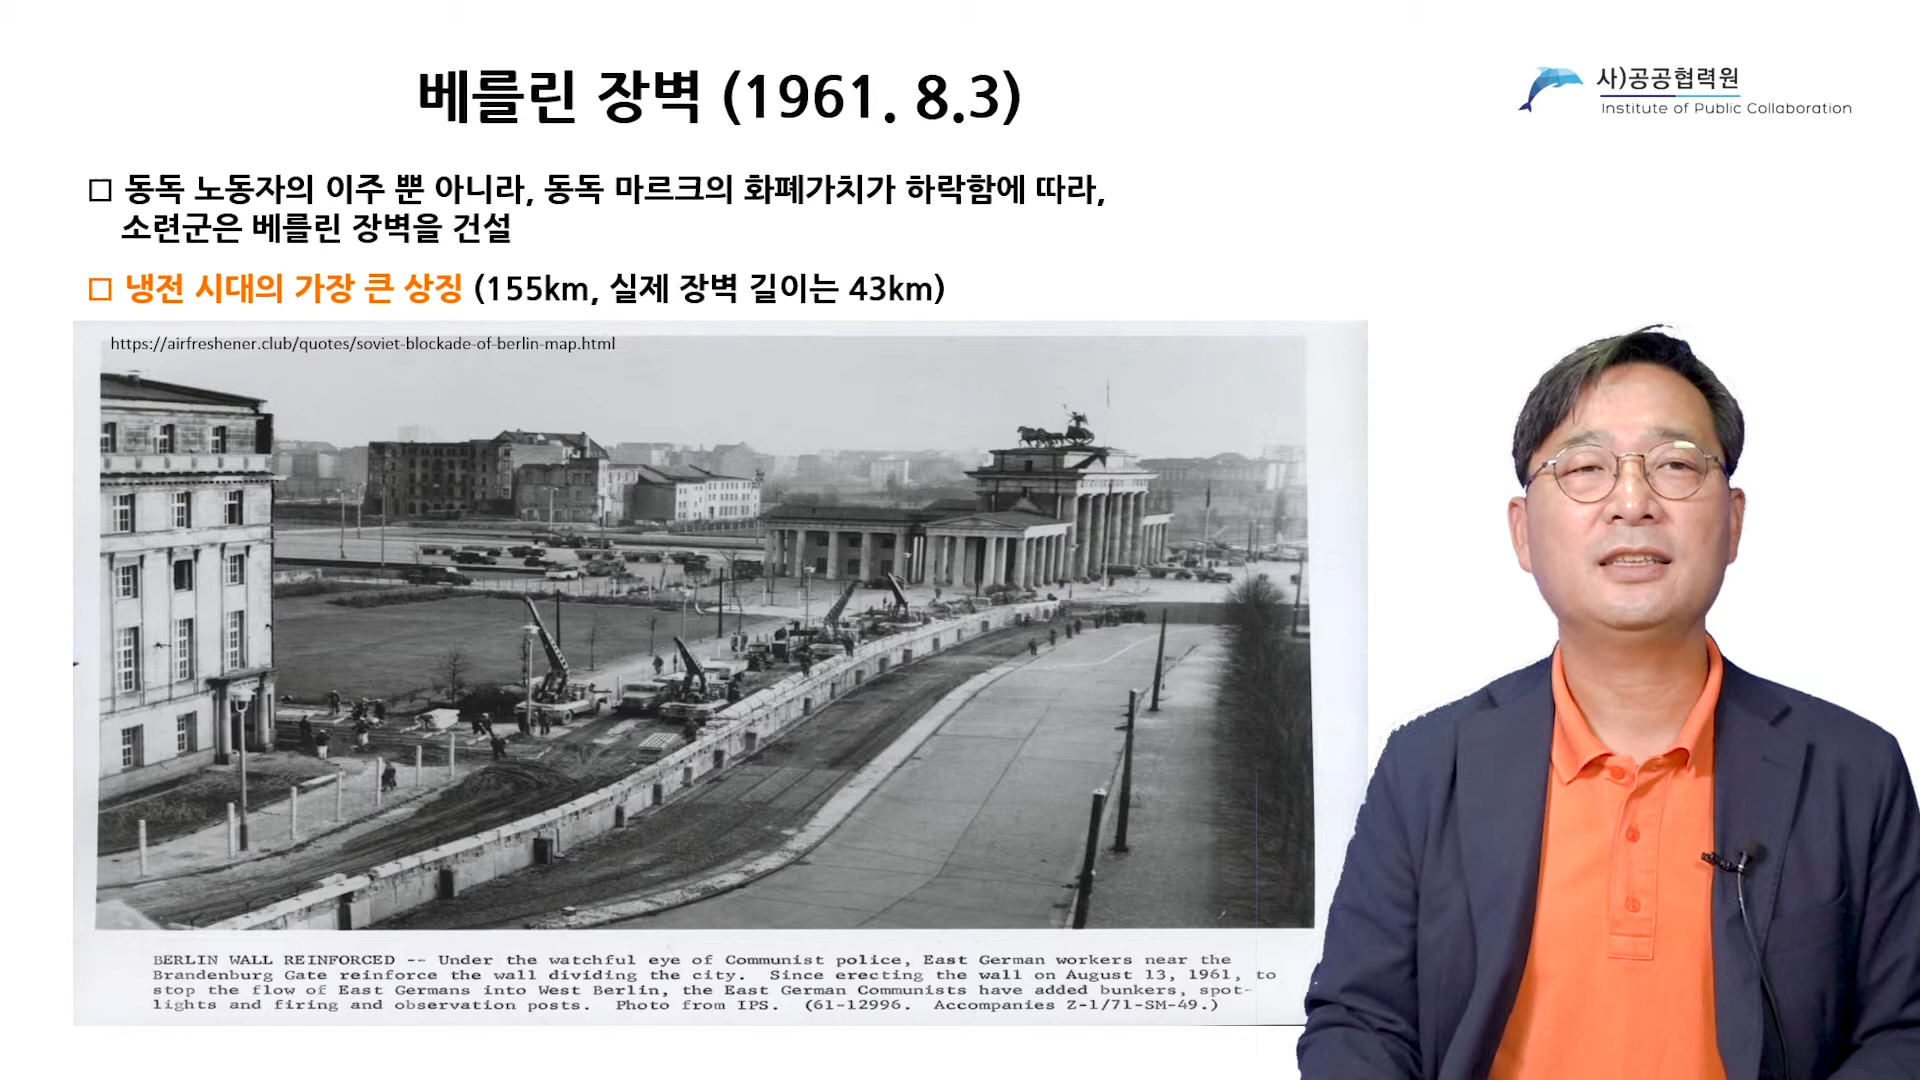 베를린 장벽 (1961. 8.3)
사)공공협력원
Institute of Public Collaboration
□ 동독 노동자의 이주 뿐 아니라, 동독 마르크의 화폐가치가 하락함에 따라,
소련군은 베를린 장벽을 건설
□ 냉전 시대의 가장 큰 상징 (155km, 실제 장벽 길이는 43km)
https://airfreshener.club/quotes/soviet-blockade-of-berlin-map.html
BERLIN WALL REINFORCED -- Under the watchful eye of Communist police, East German workers near the
Brandenburg Gate reinforce the wall dividing the city. Since erecting the wall on August 13, 1961, to
stop the flow of East Germans into West Berlin, the East German Communists have added bunkers, spot-
lights and firing and observation posts. Photo from IPS. (61-12996. Accompanies Z-1/71-SM-49.)